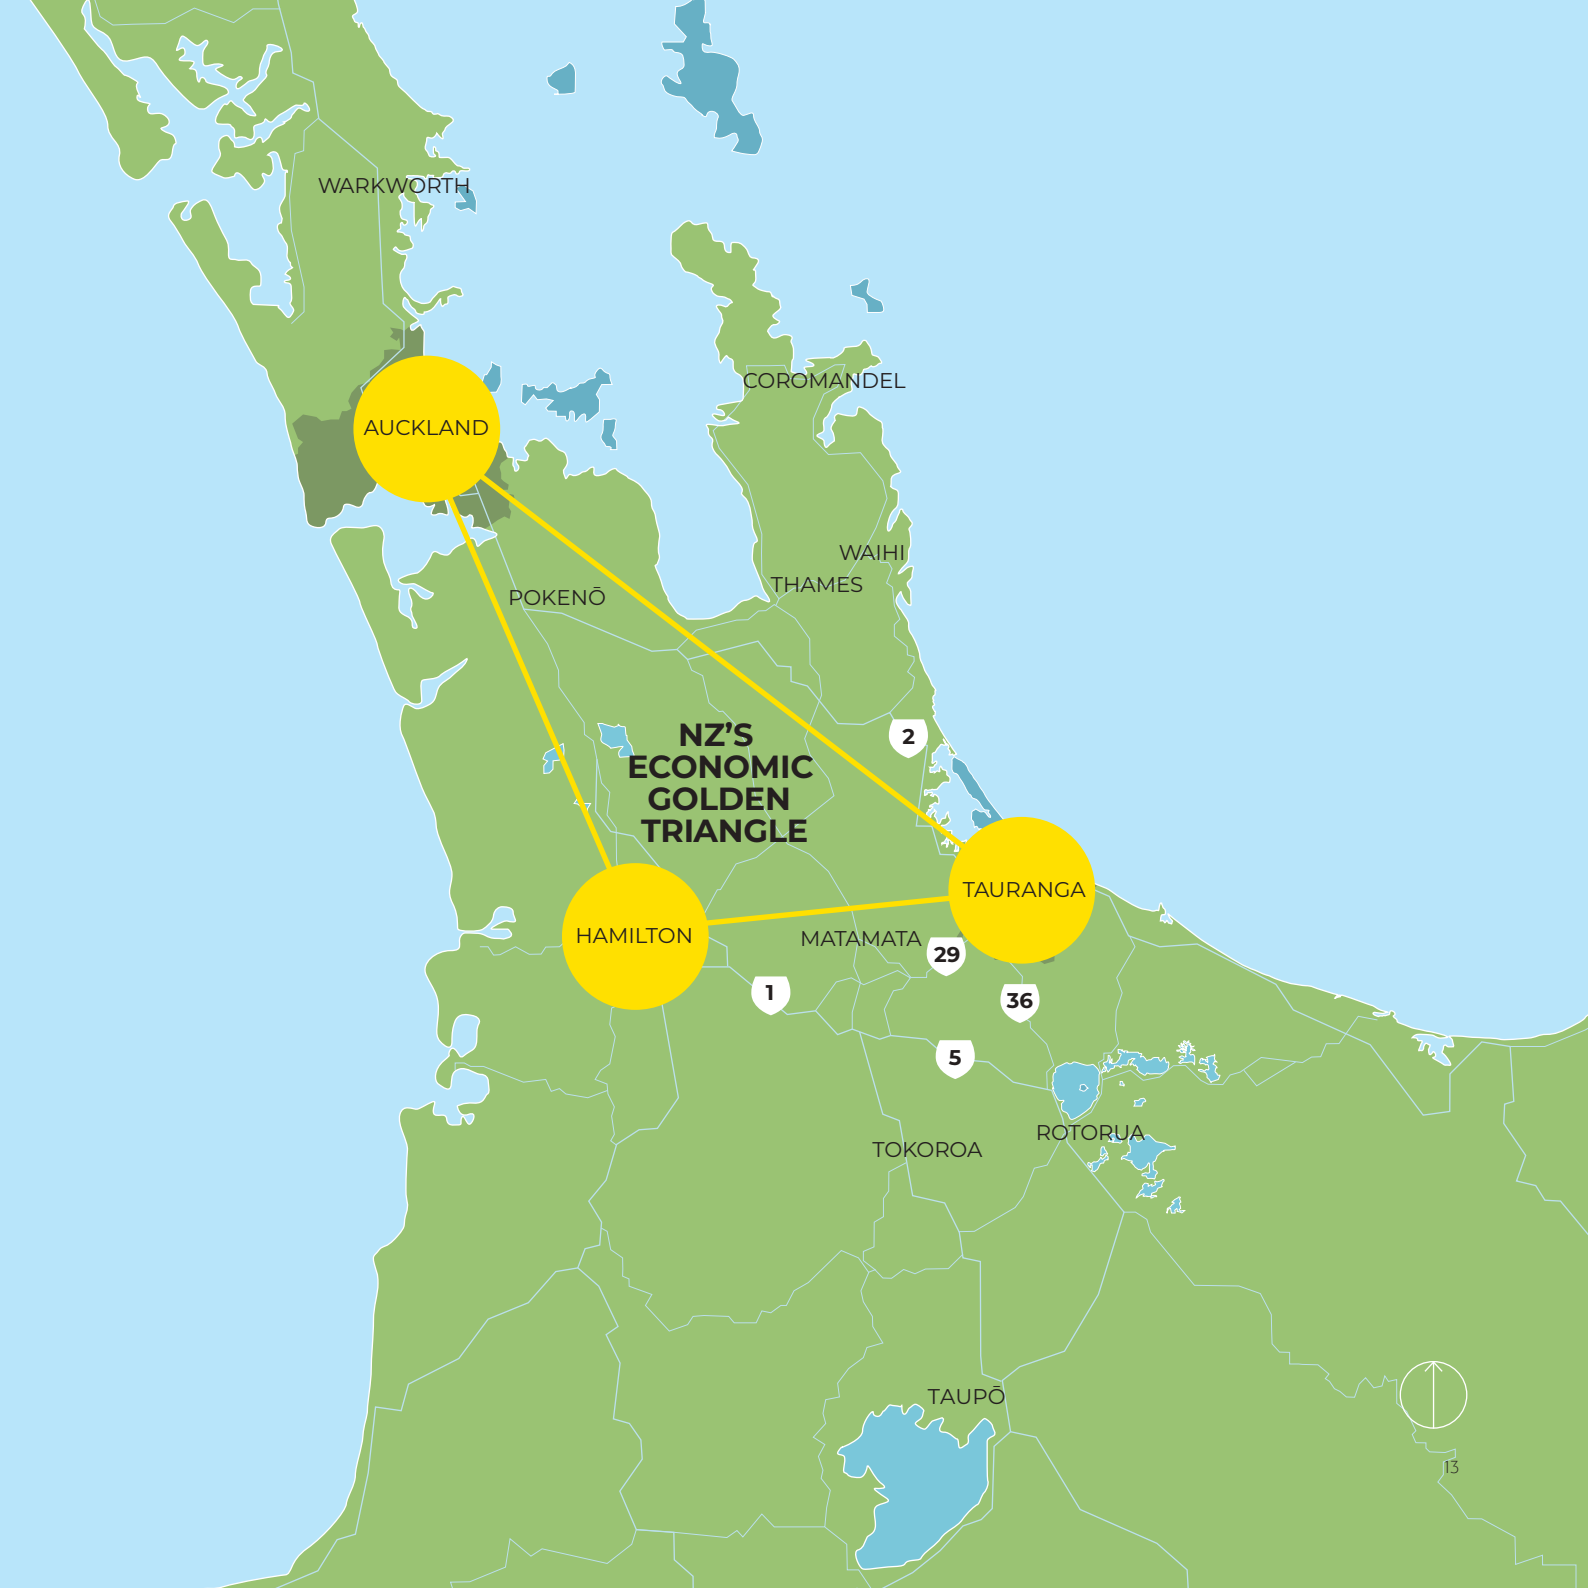 WARKWORTH
COROMANDEL
AUCKLAND
WAIHI
THAMES
POKENŌ
NZ’S
ECONOMIC
GOLDEN
TRIANGLE
2
TAURANGA
HAMILTON
MATAMATA
29
1
36
5
ROTORUA
TOKOROA
TAUPŌ
13